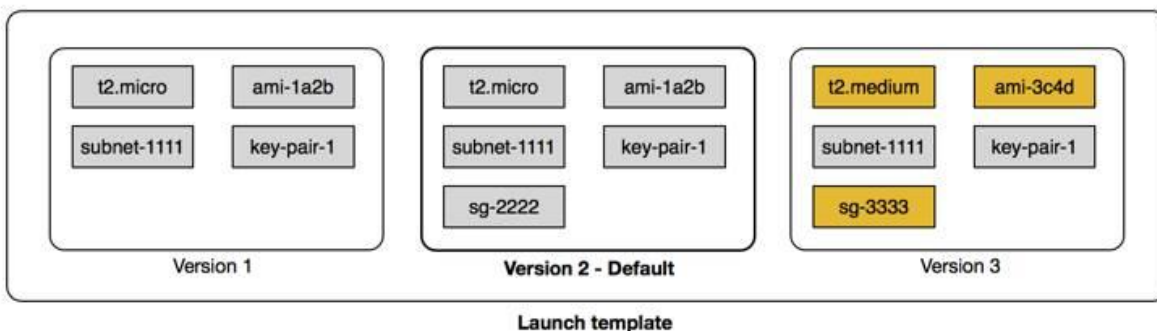 t2.micro ami-1a2b
subnet-1111 key-pair-1
Version 1
t2.micro ami-1a2b
subnet-1111 key-pair-1
sg-2222
Version 2 - Default
t2.medium ami-3c4d
subnet-1111 key-pair-1
sg-3333
Version 3
Launch template